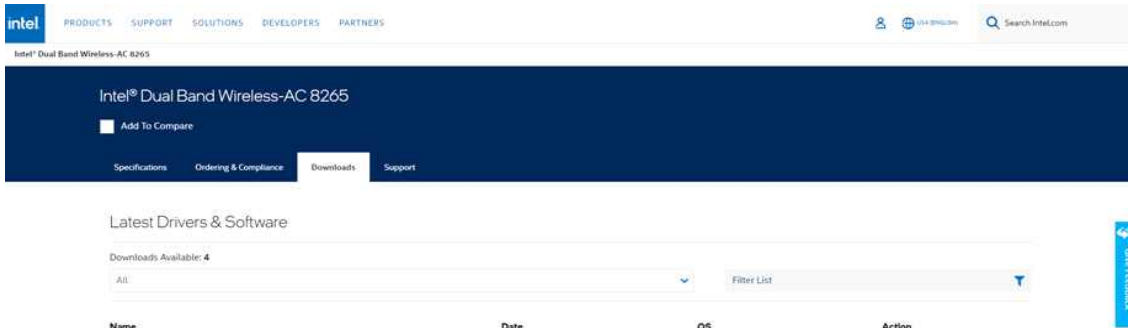 intel
PRODUCTS SUPPORT SOLUTIONS DEVELOPERS PARTNERS
USA (ENGLISH)
Search Intel.com
Intel® Dual Band Wireless-AC 8265
Intel® Dual Band Wireless-AC 8265
Add To Compare
Specifications Ordering & Compliance Downloads Support
Latest Drivers & Software
Downloads Available: 4
All
Filter List
Name Date OS Action